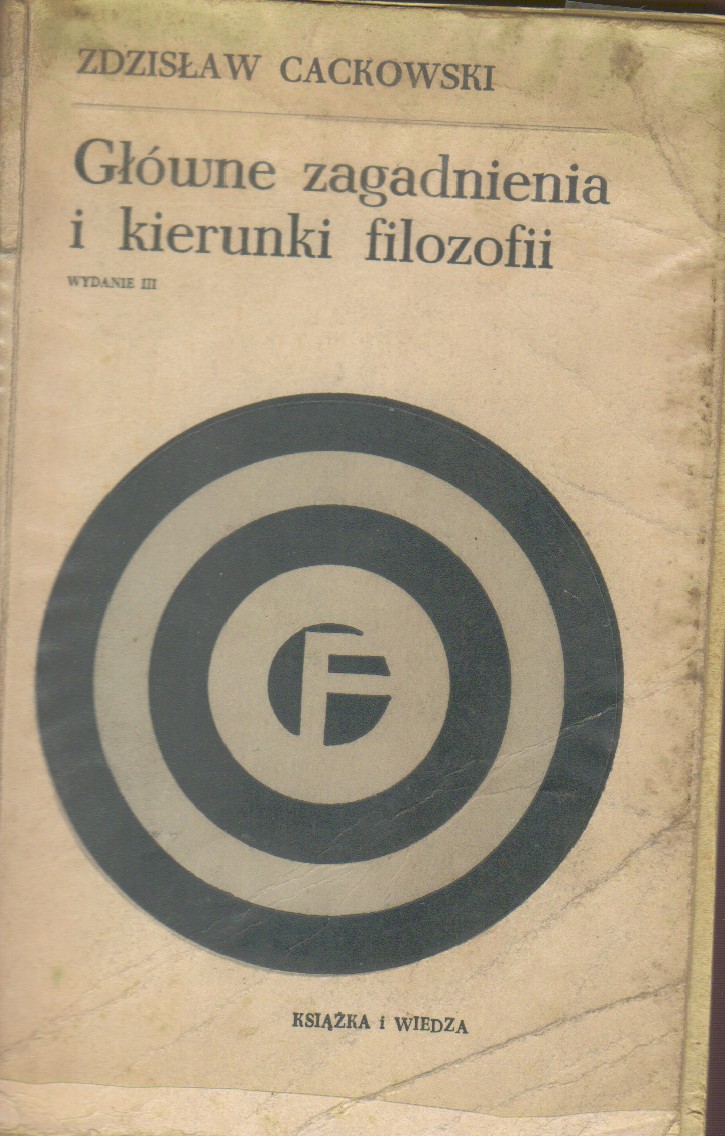 ZDZISŁAW CACKOWSKI
Główne zagadnienia
i kierunki filozofii
WYDANIE III
F
KSIĄŻKA i WIEDZA